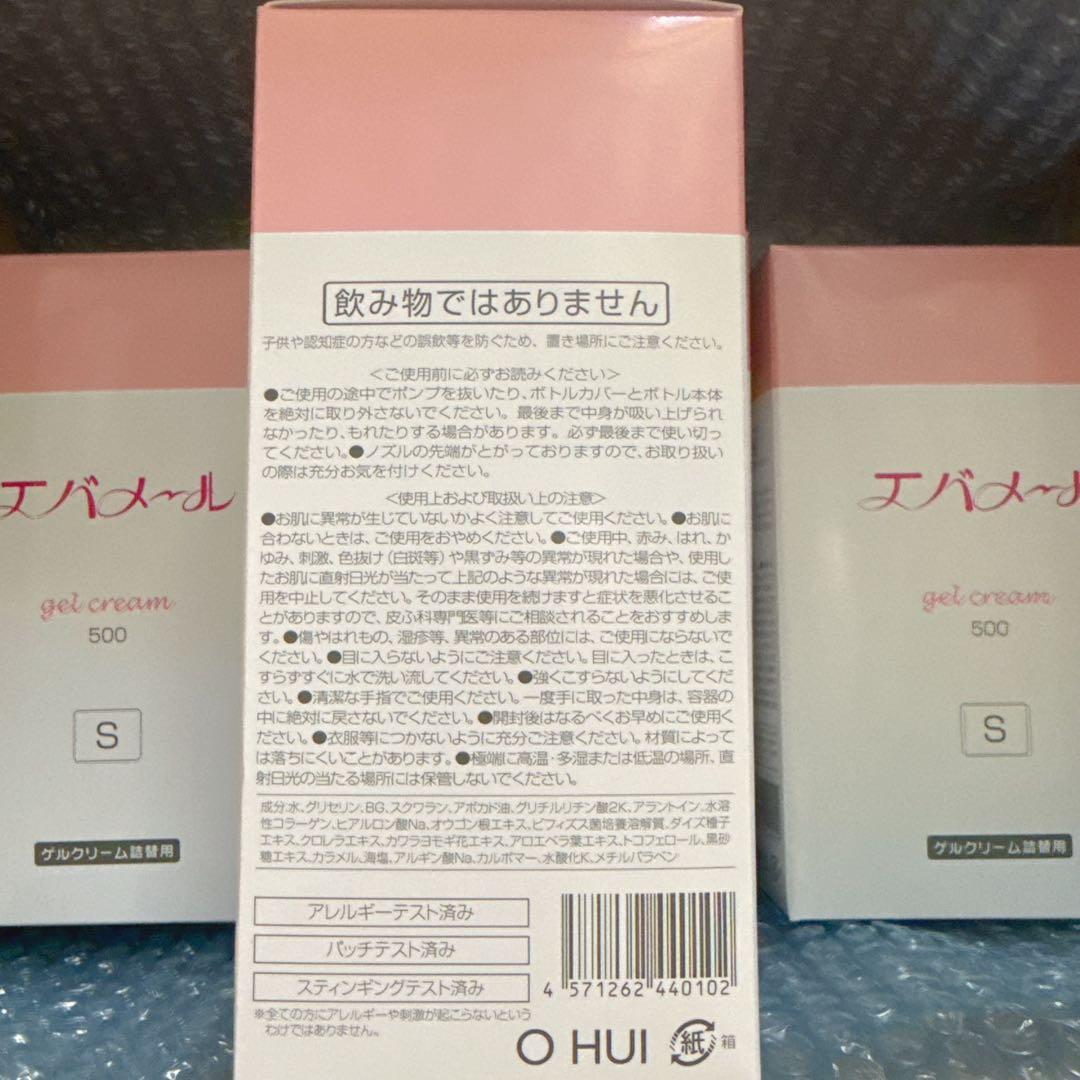 飲み物ではありません
子供や認知症の方などの誤飲等を防ぐため、置き場所にご注意ください。
<ご使用前に必ずお読みください>
●ご使用の途中でポンプを抜いたり、ボトルカバーとボトル本体
を絶対に取り外さないでください。最後まで中身が吸い上げられ
なかったり、もれたりする場合があります。必ず最後まで使い切っ
てください。●ノズルの先端がとがっておりますので、お取り扱い
の際は充分お気を付けください。
<使用上および取扱い上の注意>
●お肌に異常が生じていないかよく注意してご使用ください。●お肌に
合わないときは、ご使用をおやめください。●ご使用中、赤み、はれ、か
ゆみ、刺激、色抜け(白斑等)や黒ずみ等の異常が現れた場合や、使用し
たお肌に直射日光が当たって上記のような異常が現れた場合には、ご使
用を中止してください。そのまま使用を続けますと症状を悪化させるこ
とがありますので、皮ふ科専門医等にご相談されることをおすすめしま
す。●傷やはれもの、湿疹等、異常のある部位には、ご使用にならないで
ください。●目に入らないようにご注意ください。目に入ったときは、こ
すらずすぐに水で洗い流してください。●強くこすらないようにしてくだ
さい。●清潔な手指でご使用ください。一度手に取った中身は、容器の
中に絶対に戻さないでください。●開封後はなるべくお早めにご使用く
ださい。●衣服等につかないように充分ご注意ください。材質によって
は落ちにくいことがあります。●極端に高温・多湿または低温の場所、直
射日光の当たる場所には保管しないでください。
成分:水、グリセリン、BG、スクワラン、アボカド油、グリチルリチン酸2K、アラントイン、水溶
性コラーゲン、ヒアルロン酸Na、オウゴン根エキス、ビフィズス菌培養溶解質、ダイズ種子
エキス、クロレラエキス、カワラヨモギ花エキス、アロエベラ葉エキス、トコフェロール、黒砂
糖エキス、カラメル、海塩、アルギン酸Na、カルボマー、水酸化K、メチルパラベン
アレルギーテスト済み
パッチテスト済み
スティンギングテスト済み
※全ての方にアレルギーや刺激が起こらないという
わけではありません。
4 571262 440102
O HUI
紙 箱
エバメール
gel cream
500
S
ゲルクリーム詰替用
エバメール
gel cream
500
S
ゲルクリーム詰替用